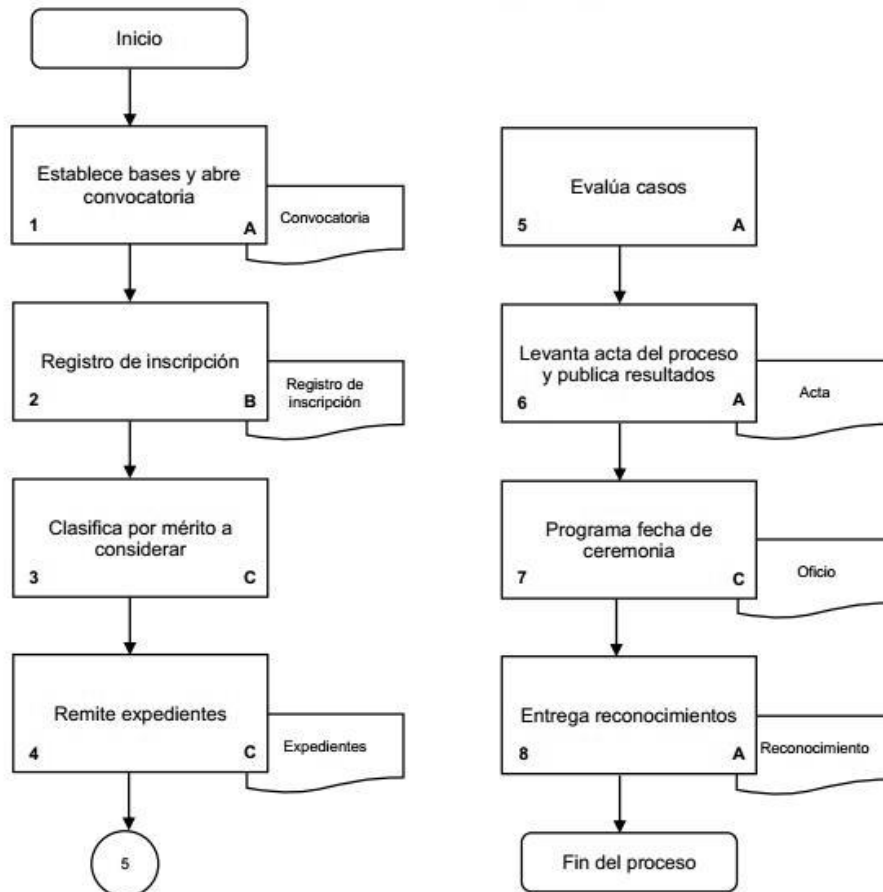 Inicio
Establece bases y abre
convocatoria
1
A
Convocatoria
Registro de inscripción
2
B
Registro de
inscripción
Clasifica por mérito a
considerar
3
C
Remite expedientes
4
C
Expedientes
5
Evalúa casos
5
A
Levanta acta del proceso
y publica resultados
6
A
Acta
Programa fecha de
ceremonia
7
C
Oficio
Entrega reconocimientos
8
A
Reconocimiento
Fin del proceso